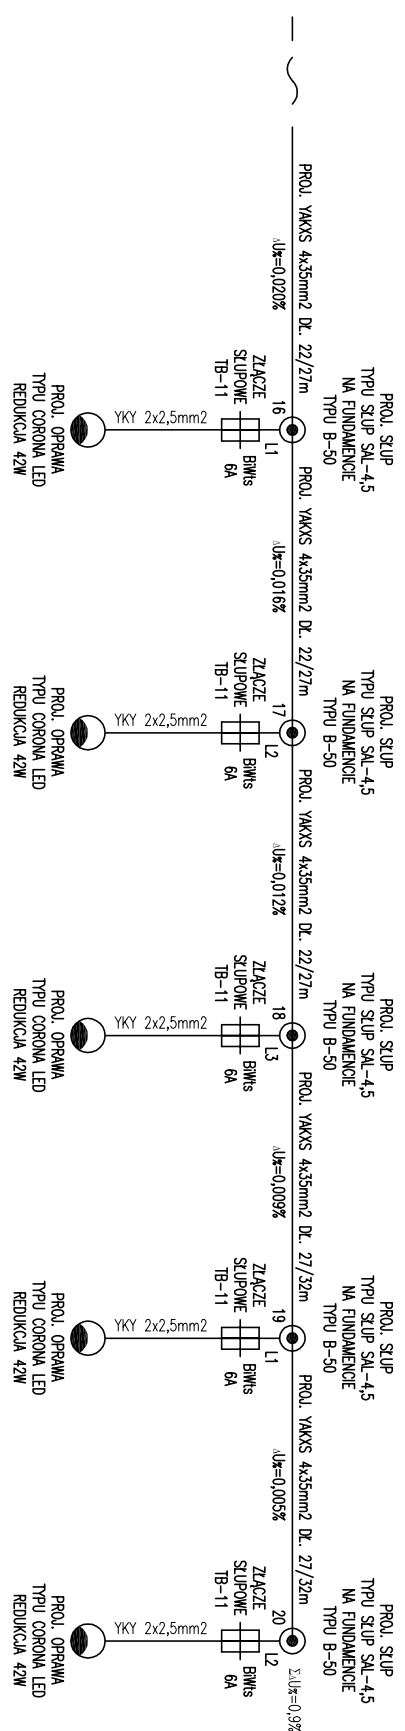 PROJ. YAKXS 4x35mm2 DŁ. 22/27m
ΔU%=0,020%
PROJ. SŁUP
TYPU SŁUP SAL-4,5
NA FUNDAMENCIE
TYPU B-50
16
L1
ZŁĄCZE
SŁUPOWE
TB-11
BiWts
6A
YKY 2x2,5mm2
PROJ. OPRAWA
TYPU CORONA LED
REDUKCJA 42W
PROJ. YAKXS 4x35mm2 DŁ. 22/27m
ΔU%=0,016%
PROJ. SŁUP
TYPU SŁUP SAL-4,5
NA FUNDAMENCIE
TYPU B-50
17
L2
ZŁĄCZE
SŁUPOWE
TB-11
BiWts
6A
YKY 2x2,5mm2
PROJ. OPRAWA
TYPU CORONA LED
REDUKCJA 42W
PROJ. YAKXS 4x35mm2 DŁ. 22/27m
ΔU%=0,012%
PROJ. SŁUP
TYPU SŁUP SAL-4,5
NA FUNDAMENCIE
TYPU B-50
18
L3
ZŁĄCZE
SŁUPOWE
TB-11
BiWts
6A
YKY 2x2,5mm2
PROJ. OPRAWA
TYPU CORONA LED
REDUKCJA 42W
PROJ. YAKXS 4x35mm2 DŁ. 27/32m
ΔU%=0,009%
PROJ. SŁUP
TYPU SŁUP SAL-4,5
NA FUNDAMENCIE
TYPU B-50
19
L1
ZŁĄCZE
SŁUPOWE
TB-11
BiWts
6A
YKY 2x2,5mm2
PROJ. OPRAWA
TYPU CORONA LED
REDUKCJA 42W
PROJ. YAKXS 4x35mm2 DŁ. 27/32m
ΔU%=0,005%
PROJ. SŁUP
TYPU SŁUP SAL-4,5
NA FUNDAMENCIE
TYPU B-50
20
L2
ΣΔU%=0,9%
ZŁĄCZE
SŁUPOWE
TB-11
BiWts
6A
YKY 2x2,5mm2
PROJ. OPRAWA
TYPU CORONA LED
REDUKCJA 42W